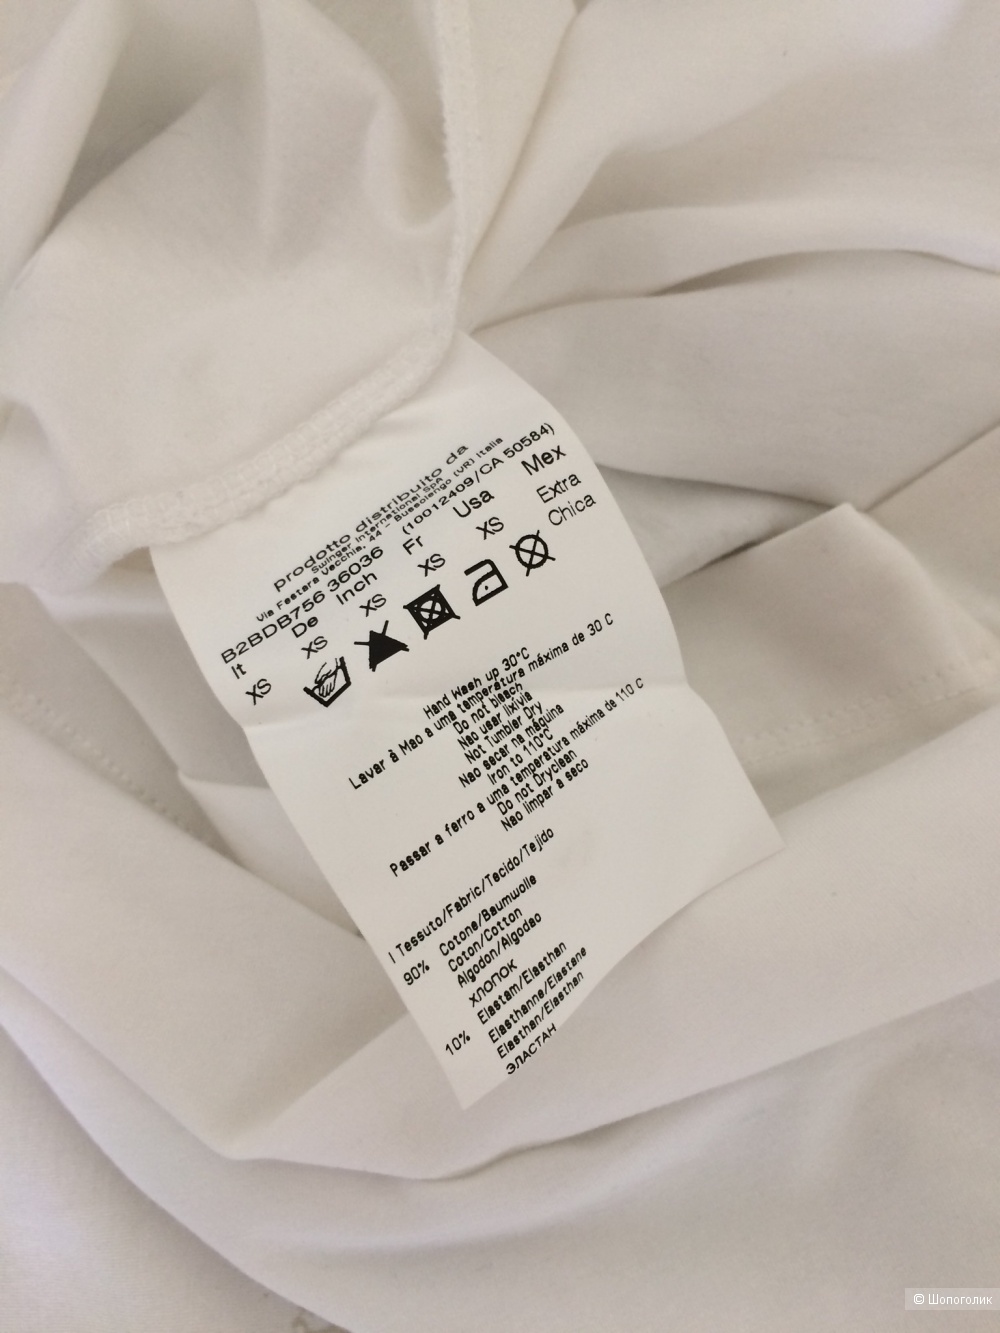 prodotto distribuito da
Swinger International SpA
Via Festara Vecchia, 44 - Bussolengo (VR) Italia
B2BDB756 36036 (10012409/CA 50584)
It De Inch Fr Usa Mex
XS XS XS XS XS Extra Chica
Hand Wash up 30°C
Lavar à Mao a uma temperatura máxima de 30 C
Do not bleach
Nao usar lixivia
Not Tumbler Dry
Nao secar na máquina
Iron to 110°C
Passar a ferro a uma temperatura máxima de 110 C
Do not Dryclean
Nao limpar a seco
I Tessuto/Fabric/Tecido/Tejido
90% Cotone/Baumwolle
Coton/Cotton
Algodon/Algodao
ХЛОПОК
10% Elastam/Elasthan
Elasthanne/Elastane
Elasthan/Elasthan
ЭЛАСТАН
© Шопоголик